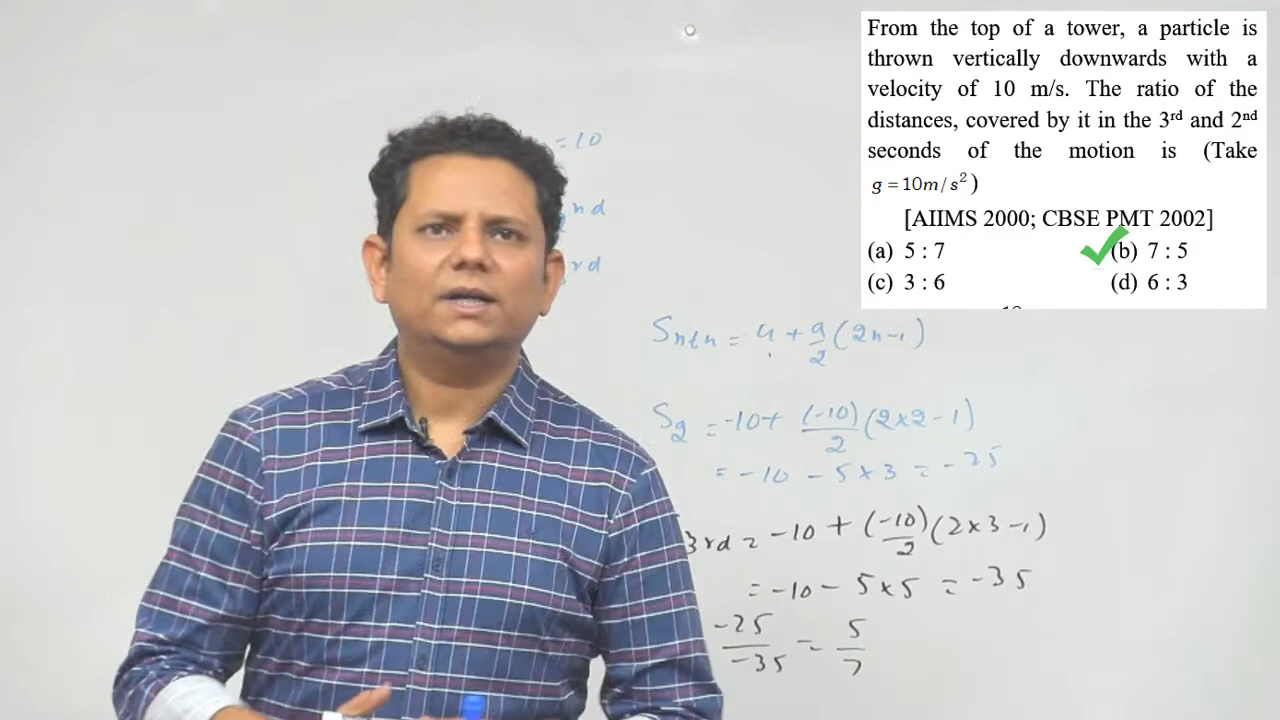 From the top of a tower, a particle is
thrown vertically downwards with a
velocity of 10 m/s. The ratio of the
distances, covered by it in the 3rd and 2nd
seconds of the motion is (Take
g = 10m/s²)
[AIIMS 2000; CBSE PMT 2002]
(a) 5 : 7
(b) 7 : 5
(c) 3 : 6
(d) 6 : 3
= 10
nd
rd
Snth = u + a/2 (2n-1)
S2 = -10 + (-10)/2 (2×2-1)
= -10 - 5×3 = -25
3rd = -10 + (-10)/2 (2×3-1)
= -10 - 5×5 = -35
-25/-35 = 5/7